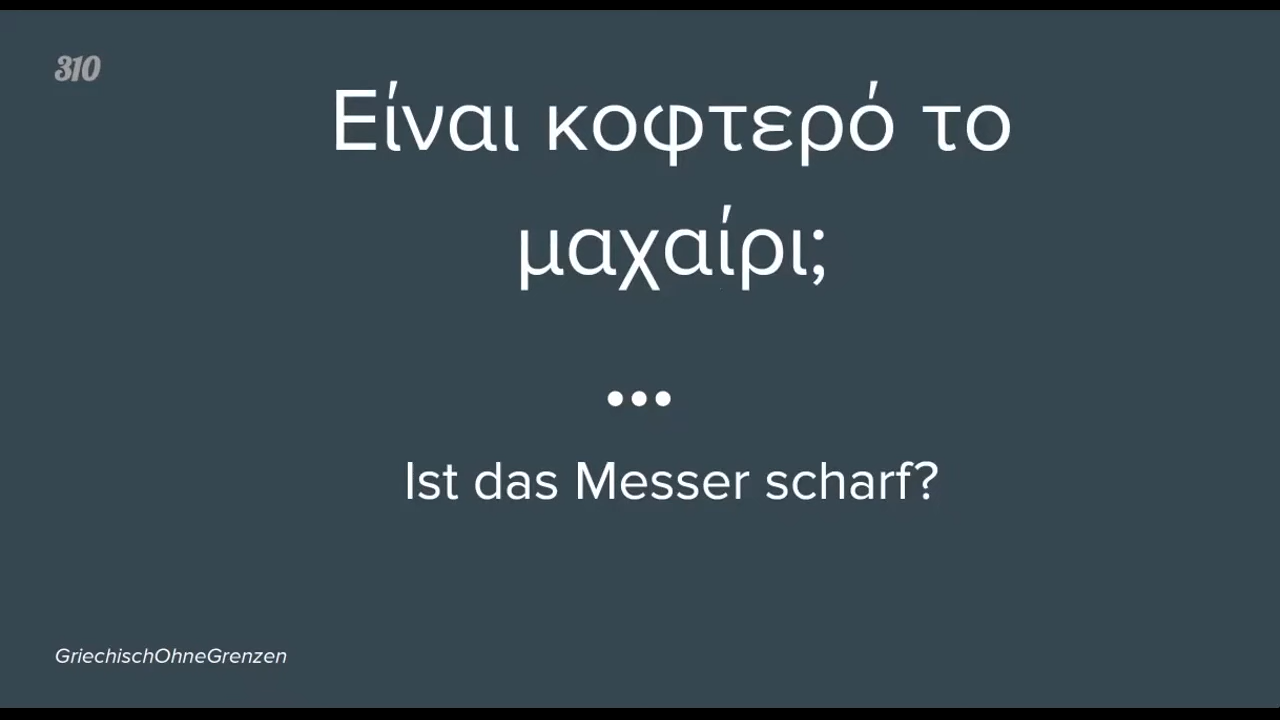 310
Είναι κοφτερό το
μαχαίρι;
...
Ist das Messer scharf?
GriechischOhneGrenzen